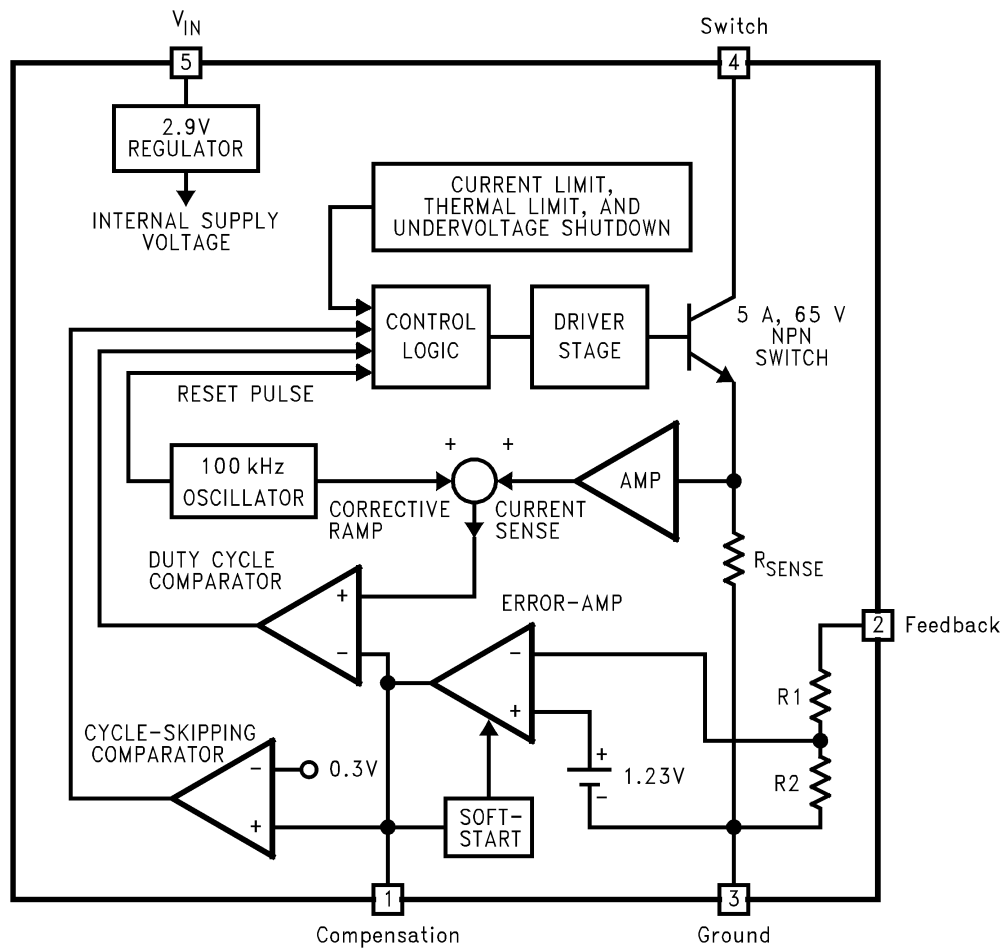 VIN
Switch
5
4
2.9V
REGULATOR
INTERNAL SUPPLY
VOLTAGE
CURRENT LIMIT,
THERMAL LIMIT, AND
UNDERVOLTAGE SHUTDOWN
CONTROL
LOGIC
DRIVER
STAGE
5 A, 65 V
NPN
SWITCH
RESET PULSE
100 kHz
OSCILLATOR
+
+
AMP
CORRECTIVE
RAMP
CURRENT
SENSE
RSENSE
DUTY CYCLE
COMPARATOR
+
−
ERROR-AMP
−
+
2
Feedback
R1
R2
CYCLE-SKIPPING
COMPARATOR
−
+
0.3V
SOFT-
START
+
−
1.23V
1
3
Compensation
Ground